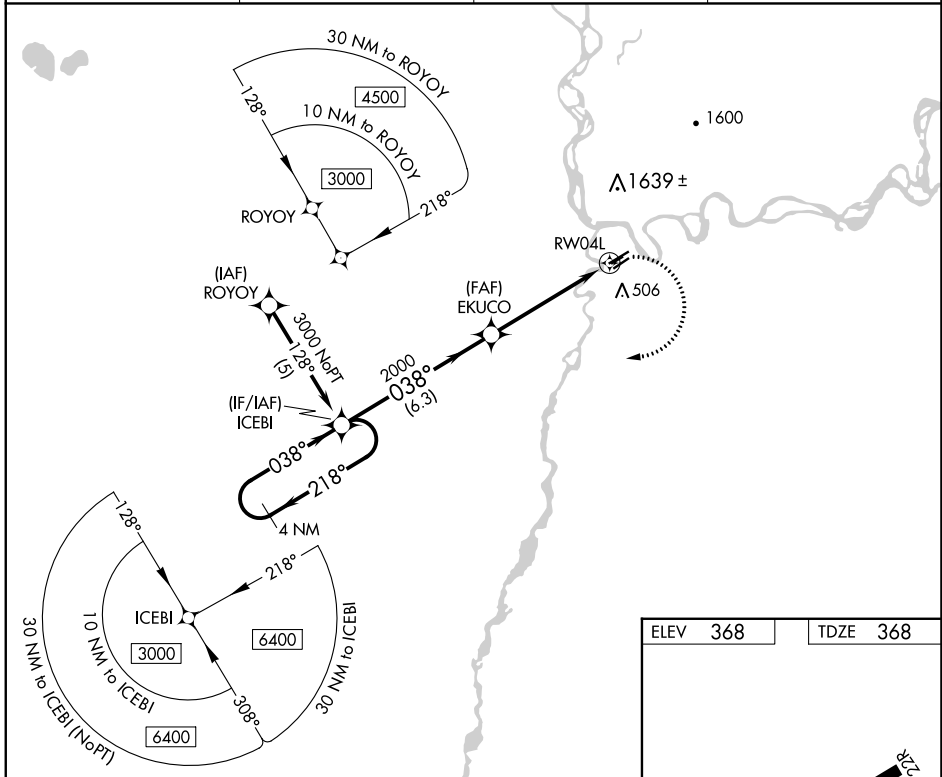 30 NM to ROYOY
4500
10 NM to ROYOY
128°
3000
218°
ROYOY
1600
1639 ±
RW04L
506
(IAF)
ROYOY
3000 NoPT
128°
(5)
(FAF)
EKUCO
2000
038°
(6.3)
(IF/IAF)
ICEBI
038°
218°
4 NM
128°
218°
ICEBI
3000
10 NM to ICEBI
6400
30 NM to ICEBI
308°
30 NM to ICEBI (NoPT)
6400
ELEV 368
TDZE 368
22R